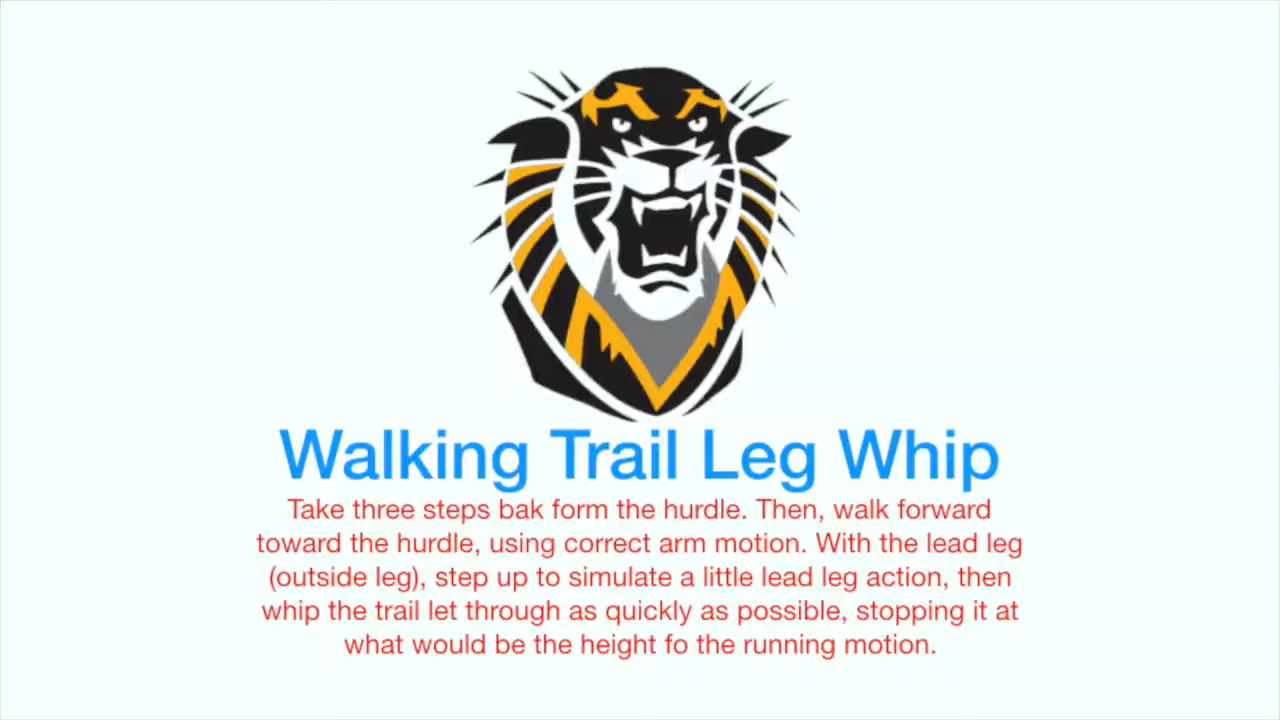 Walking Trail Leg Whip
Take three steps bak form the hurdle. Then, walk forward
toward the hurdle, using correct arm motion. With the lead leg
(outside leg), step up to simulate a little lead leg action, then
whip the trail let through as quickly as possible, stopping it at
what would be the height fo the running motion.